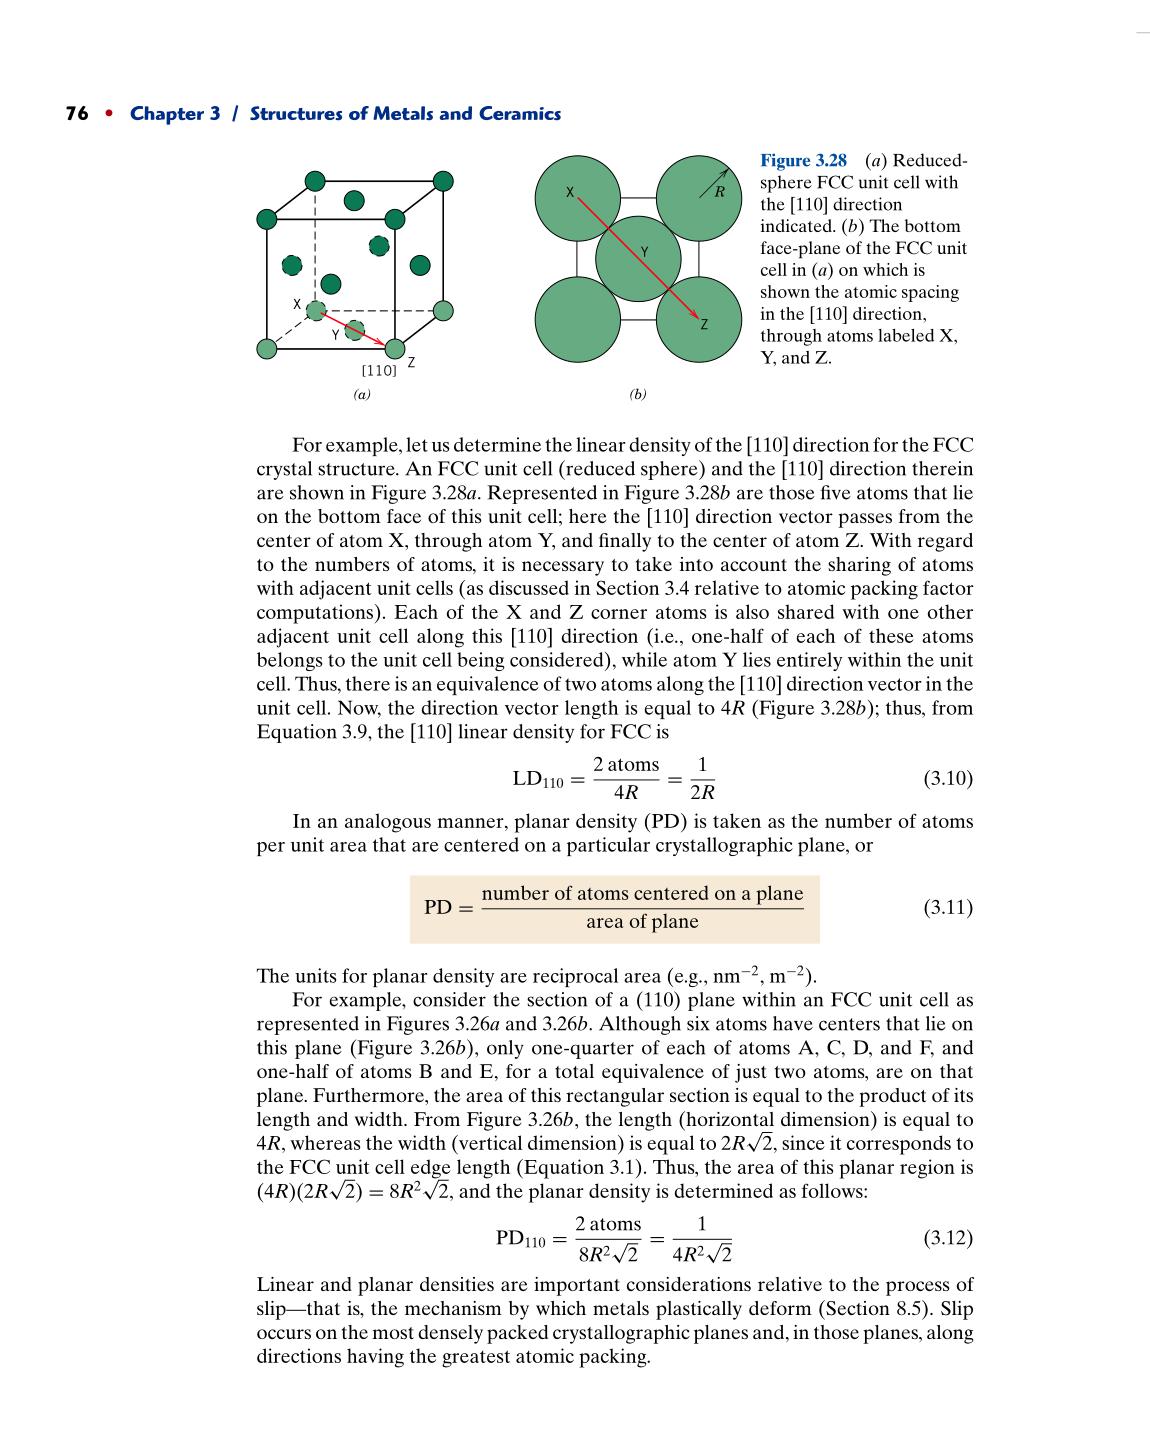 76 • Chapter 3 / Structures of Metals and Ceramics
X
Y
Z
[110]
(a)
X
R
Y
Z
(b)
Figure 3.28 (a) Reduced-
sphere FCC unit cell with
the [110] direction
indicated. (b) The bottom
face-plane of the FCC unit
cell in (a) on which is
shown the atomic spacing
in the [110] direction,
through atoms labeled X,
Y, and Z.
For example, let us determine the linear density of the [110] direction for the FCC
crystal structure. An FCC unit cell (reduced sphere) and the [110] direction therein
are shown in Figure 3.28a. Represented in Figure 3.28b are those five atoms that lie
on the bottom face of this unit cell; here the [110] direction vector passes from the
center of atom X, through atom Y, and finally to the center of atom Z. With regard
to the numbers of atoms, it is necessary to take into account the sharing of atoms
with adjacent unit cells (as discussed in Section 3.4 relative to atomic packing factor
computations). Each of the X and Z corner atoms is also shared with one other
adjacent unit cell along this [110] direction (i.e., one-half of each of these atoms
belongs to the unit cell being considered), while atom Y lies entirely within the unit
cell. Thus, there is an equivalence of two atoms along the [110] direction vector in the
unit cell. Now, the direction vector length is equal to 4R (Figure 3.28b); thus, from
Equation 3.9, the [110] linear density for FCC is
LD₁₁₀ = 2 atoms / 4R = 1 / 2R (3.10)
In an analogous manner, planar density (PD) is taken as the number of atoms
per unit area that are centered on a particular crystallographic plane, or
PD = number of atoms centered on a plane / area of plane (3.11)
The units for planar density are reciprocal area (e.g., nm⁻², m⁻²).
For example, consider the section of a (110) plane within an FCC unit cell as
represented in Figures 3.26a and 3.26b. Although six atoms have centers that lie on
this plane (Figure 3.26b), only one-quarter of each of atoms A, C, D, and F, and
one-half of atoms B and E, for a total equivalence of just two atoms, are on that
plane. Furthermore, the area of this rectangular section is equal to the product of its
length and width. From Figure 3.26b, the length (horizontal dimension) is equal to
4R, whereas the width (vertical dimension) is equal to 2R√2, since it corresponds to
the FCC unit cell edge length (Equation 3.1). Thus, the area of this planar region is
(4R)(2R√2) = 8R²√2, and the planar density is determined as follows:
PD₁₁₀ = 2 atoms / 8R²√2 = 1 / 4R²√2 (3.12)
Linear and planar densities are important considerations relative to the process of
slip—that is, the mechanism by which metals plastically deform (Section 8.5). Slip
occurs on the most densely packed crystallographic planes and, in those planes, along
directions having the greatest atomic packing.